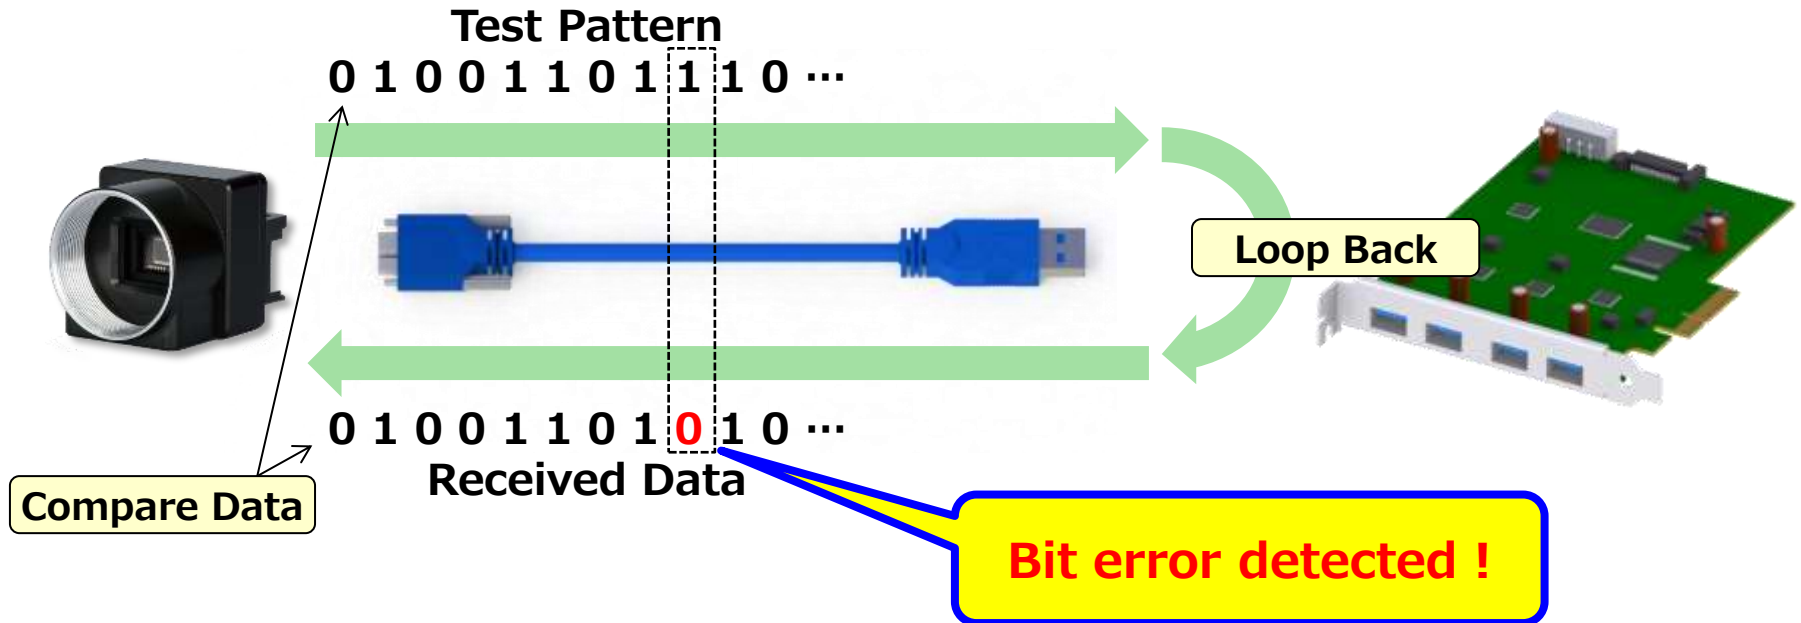 Test Pattern
0 1 0 0 1 1 0 1 1 1 0 ···
Loop Back
0 1 0 0 1 1 0 1 0 1 0 ···
Received Data
Compare Data
Bit error detected !